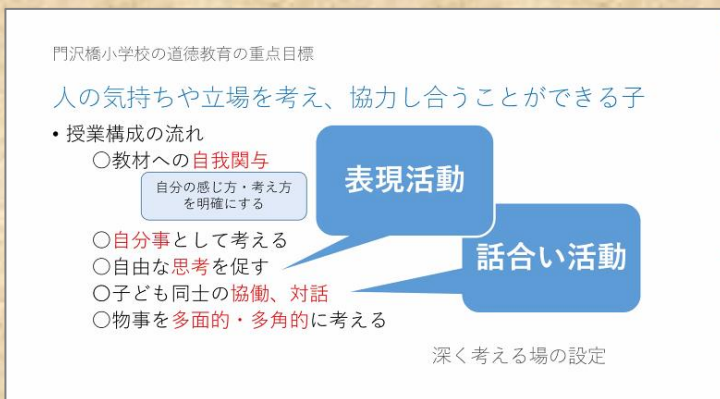 門沢橋小学校の道徳教育の重点目標
人の気持ちや立場を考え、協力し合うことができる子
• 授業構成の流れ
〇教材への自我関与
自分の感じ方・考え方
を明確にする
〇自分事として考える
〇自由な思考を促す
〇子ども同士の協働、対話
〇物事を多面的・多角的に考える
表現活動
話合い活動
深く考える場の設定